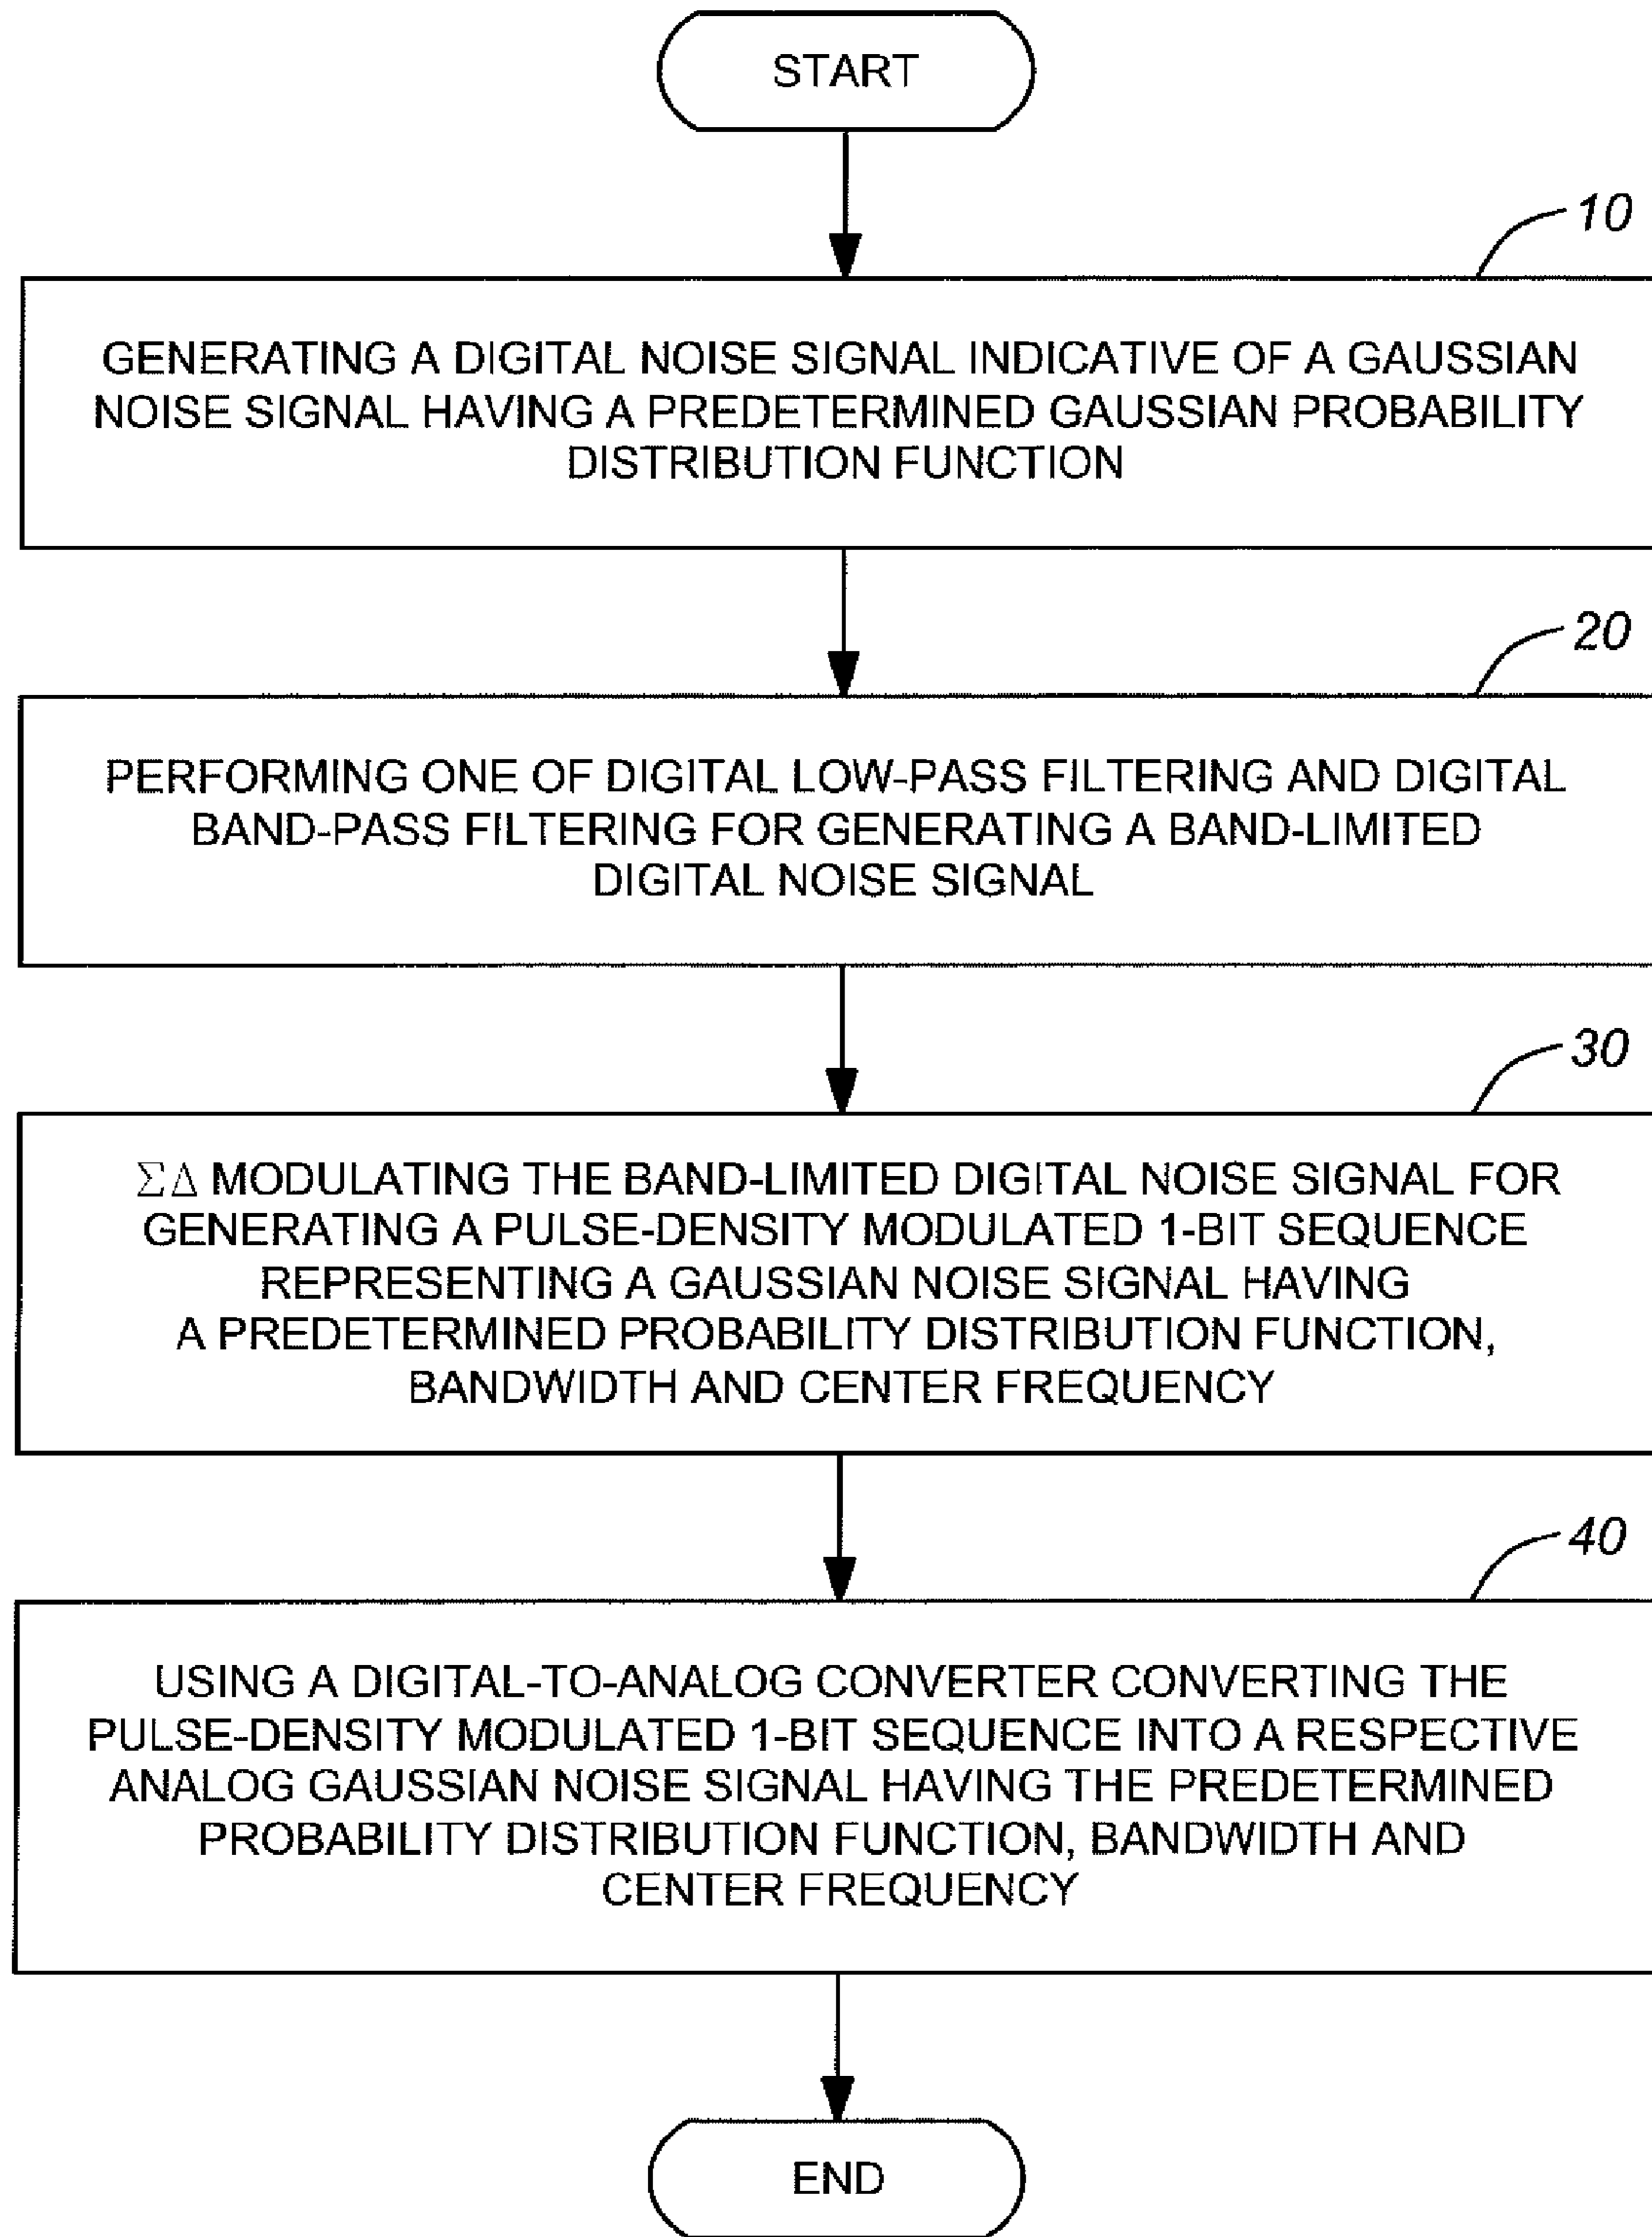 START
10
GENERATING A DIGITAL NOISE SIGNAL INDICATIVE OF A GAUSSIAN
NOISE SIGNAL HAVING A PREDETERMINED GAUSSIAN PROBABILITY
DISTRIBUTION FUNCTION
20
PERFORMING ONE OF DIGITAL LOW-PASS FILTERING AND DIGITAL
BAND-PASS FILTERING FOR GENERATING A BAND-LIMITED
DIGITAL NOISE SIGNAL
30
ΣΔ MODULATING THE BAND-LIMITED DIGITAL NOISE SIGNAL FOR
GENERATING A PULSE-DENSITY MODULATED 1-BIT SEQUENCE
REPRESENTING A GAUSSIAN NOISE SIGNAL HAVING
A PREDETERMINED PROBABILITY DISTRIBUTION FUNCTION,
BANDWIDTH AND CENTER FREQUENCY
40
USING A DIGITAL-TO-ANALOG CONVERTER CONVERTING THE
PULSE-DENSITY MODULATED 1-BIT SEQUENCE INTO A RESPECTIVE
ANALOG GAUSSIAN NOISE SIGNAL HAVING THE PREDETERMINED
PROBABILITY DISTRIBUTION FUNCTION, BANDWIDTH AND
CENTER FREQUENCY
END